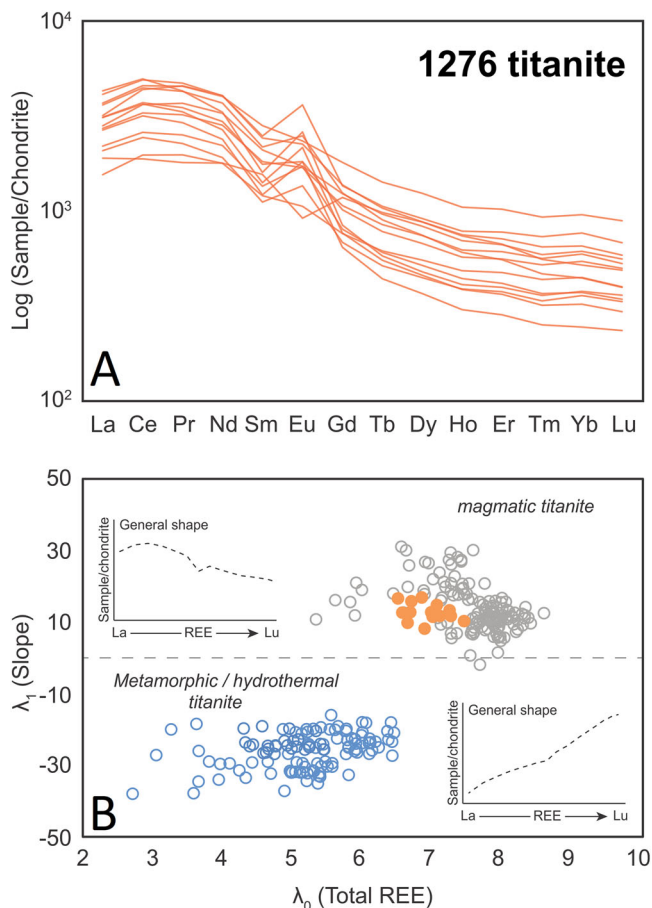 10⁴
1276 titanite
Log (Sample/Chondrite)
10³
A
10²
La Ce Pr Nd Sm Eu Gd Tb Dy Ho Er Tm Yb Lu
50
magmatic titanite
General shape
Sample/chondrite
La REE Lu
30
10
λ₁ (Slope)
-10
Metamorphic / hydrothermal
titanite
General shape
Sample/chondrite
La REE Lu
-30
B
-50
2 3 4 5 6 7 8 9 10
λ₀ (Total REE)